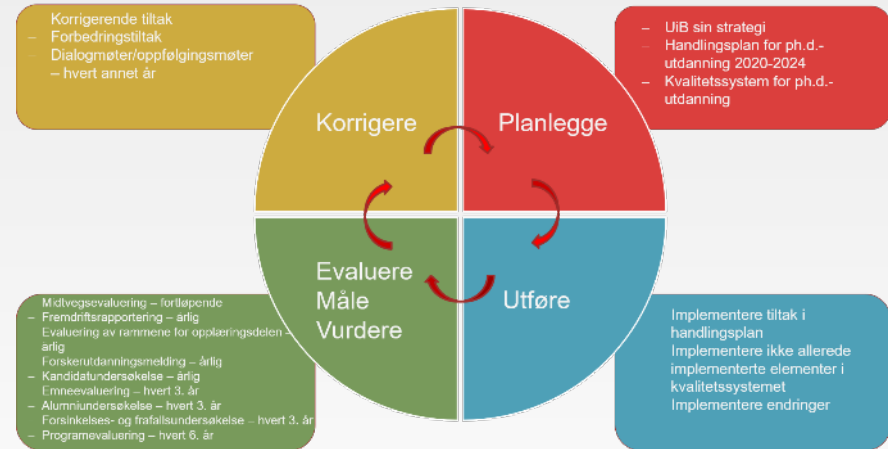 Korrigerende tiltak
– Forbedringstiltak
– Dialogmøter/oppfølgingsmøter
– hvert annet år
– UiB sin strategi
– Handlingsplan for ph.d.-
utdanning 2020-2024
– Kvalitetssystem for ph.d.-
utdanning
Korrigere
Planlegge
Evaluere
Måle
Vurdere
Utføre
Midtvegsevaluering – fortløpende
– Fremdriftsrapportering – årlig
Evaluering av rammene for opplæringsdelen –
årlig
Forskerutdanningsmelding – årlig
– Kandidatundersøkelse – årlig
Emneevaluering – hvert 3. år
– Alumniundersøkelse – hvert 3. år
Forsinkelses- og frafallsundersøkelse – hvert 3. år
– Programevaluering – hvert 6. år
Implementere tiltak i
handlingsplan
Implementere ikke allerede
implementerte elementer i
kvalitetssystemet
Implementere endringer